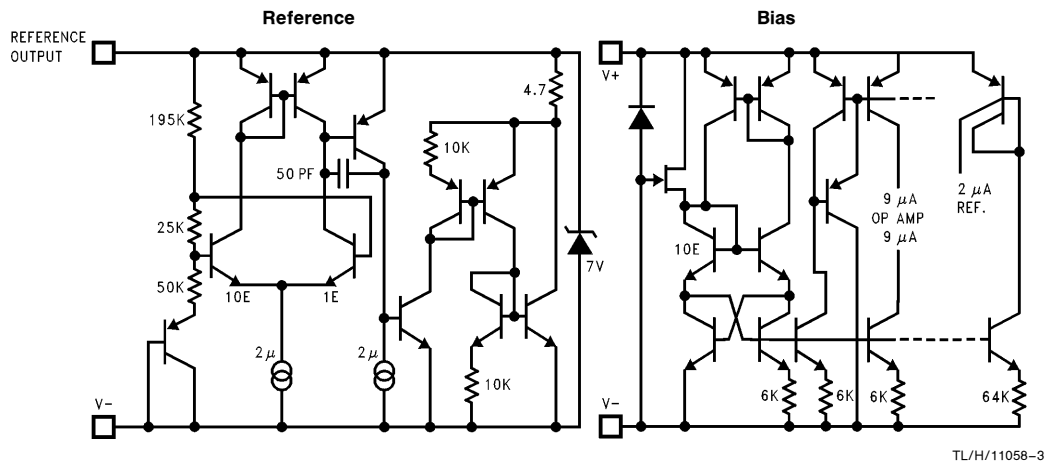 Reference
Bias
REFERENCE
OUTPUT
V+
4.7
195K
10K
50 PF
9 μA
OP AMP
9 μA
2 μA
REF.
25K
10E
7V
50K
10E
1E
2μ
2μ
10K
6K
6K
6K
64K
V-
V-
TL/H/11058-3